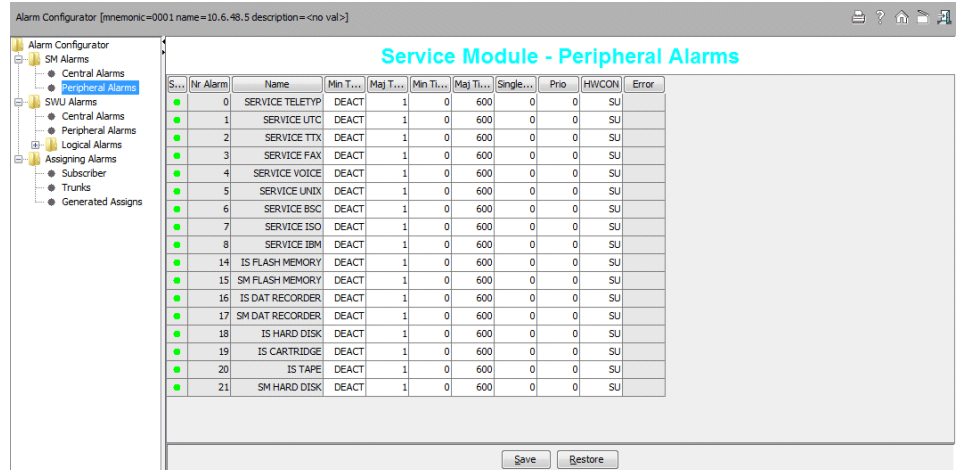 Alarm Configurator [mnemonic=0001 name=10.6.48.5 description=<no val>]
Alarm Configurator
SM Alarms
Central Alarms
Peripheral Alarms
SWU Alarms
Central Alarms
Peripheral Alarms
Logical Alarms
Assigning Alarms
Subscriber
Trunks
Generated Assigns
Service Module - Peripheral Alarms
S... Nr Alarm Name Min T... Maj T... Min Ti... Maj Ti... Single... Prio HWCON Error
0 SERVICE TELETYP DEACT 1 0 600 0 0 SU
1 SERVICE UTC DEACT 1 0 600 0 0 SU
2 SERVICE TTX DEACT 1 0 600 0 0 SU
3 SERVICE FAX DEACT 1 0 600 0 0 SU
4 SERVICE VOICE DEACT 1 0 600 0 0 SU
5 SERVICE UNIX DEACT 1 0 600 0 0 SU
6 SERVICE BSC DEACT 1 0 600 0 0 SU
7 SERVICE ISO DEACT 1 0 600 0 0 SU
8 SERVICE IBM DEACT 1 0 600 0 0 SU
14 IS FLASH MEMORY DEACT 1 0 600 0 0 SU
15 SM FLASH MEMORY DEACT 1 0 600 0 0 SU
16 IS DAT RECORDER DEACT 1 0 600 0 0 SU
17 SM DAT RECORDER DEACT 1 0 600 0 0 SU
18 IS HARD DISK DEACT 1 0 600 0 0 SU
19 IS CARTRIDGE DEACT 1 0 600 0 0 SU
20 IS TAPE DEACT 1 0 600 0 0 SU
21 SM HARD DISK DEACT 1 0 600 0 0 SU
Save Restore